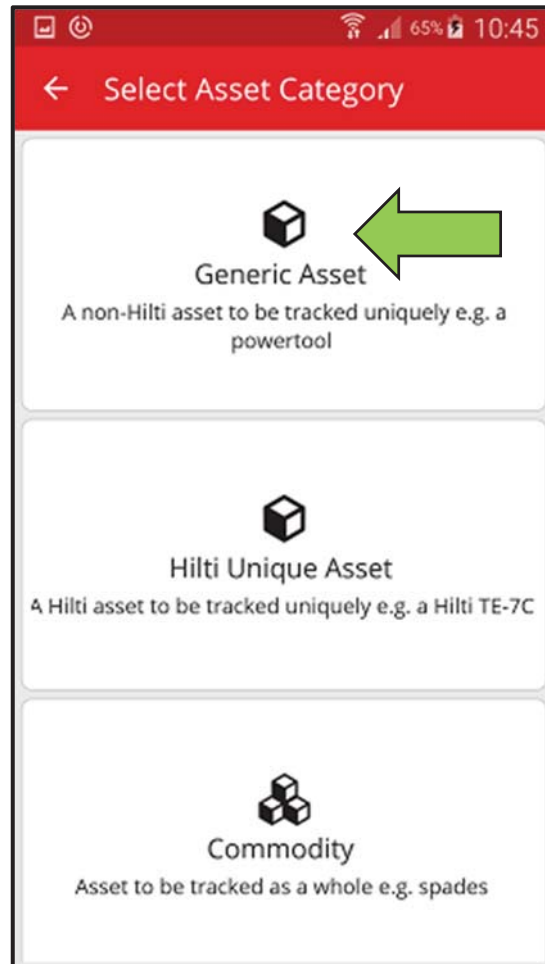 65% 10:45
Select Asset Category
Generic Asset
A non-Hilti asset to be tracked uniquely e.g. a
powertool
Hilti Unique Asset
A Hilti asset to be tracked uniquely e.g. a Hilti TE-7C
Commodity
Asset to be tracked as a whole e.g. spades